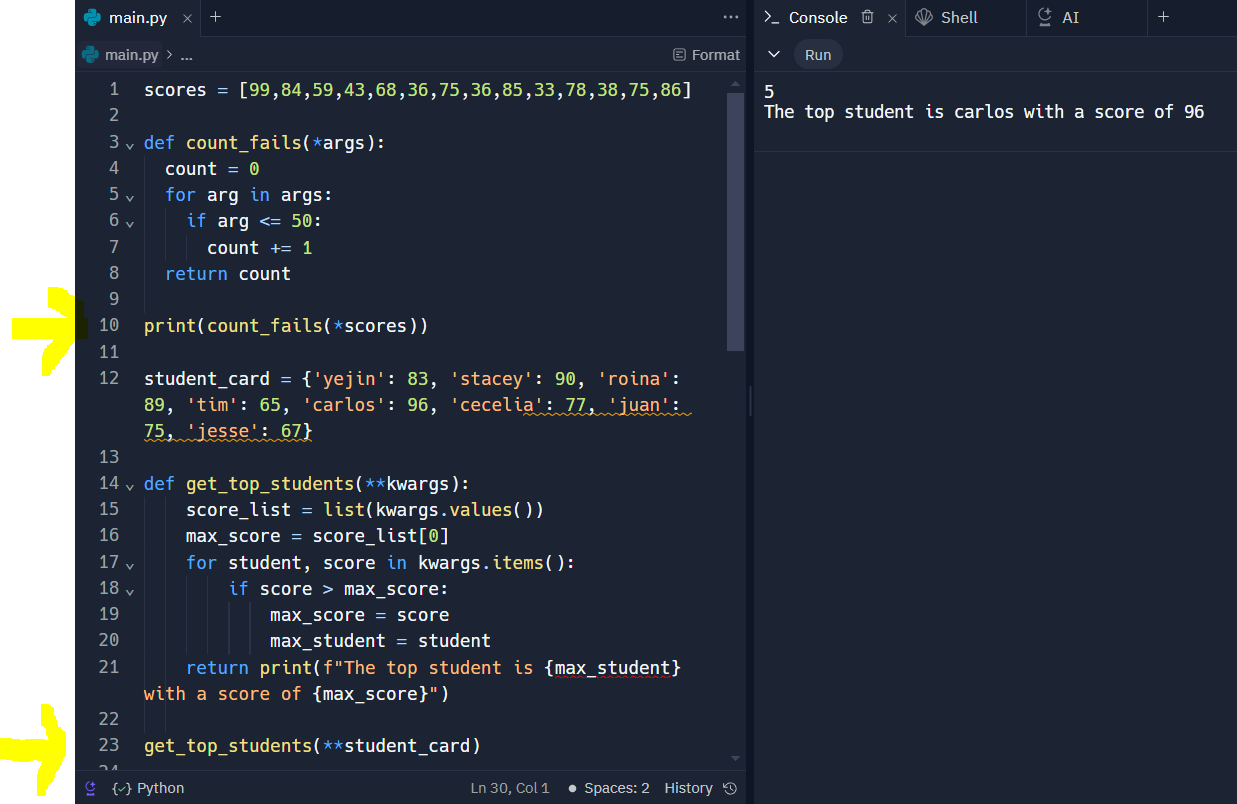 main.py
Console
Shell
AI
main.py > ...
Format
Run
1 scores = [99,84,59,43,68,36,75,36,85,33,78,38,75,86]
2
3 def count_fails(*args):
4 count = 0
5 for arg in args:
6 if arg <= 50:
7 count += 1
8 return count
9
10 print(count_fails(*scores))
11
12 student_card = {'yejin': 83, 'stacey': 90, 'roina':
89, 'tim': 65, 'carlos': 96, 'cecelia': 77, 'juan':
75, 'jesse': 67}
13
14 def get_top_students(**kwargs):
15 score_list = list(kwargs.values())
16 max_score = score_list[0]
17 for student, score in kwargs.items():
18 if score > max_score:
19 max_score = score
20 max_student = student
21 return print(f"The top student is {max_student}
with a score of {max_score}")
22
23 get_top_students(**student_card)
24
5
The top student is carlos with a score of 96
Python
Ln 30, Col 1
Spaces: 2
History